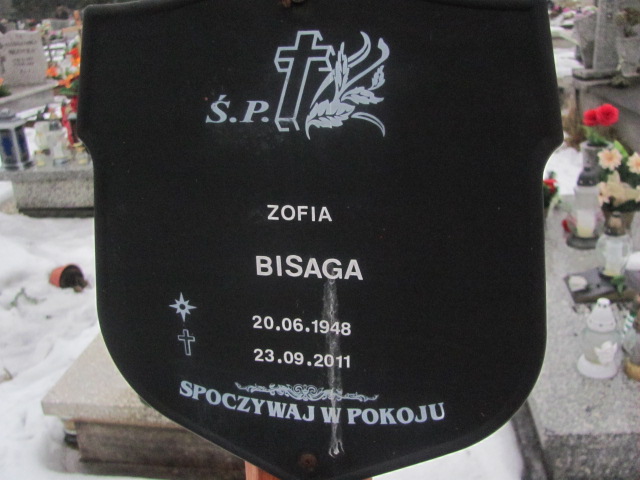 Ś.P.
ZOFIA
BISAGA
20.06.1948
23.09.2011
SPOCZYWAJ W POKOJU